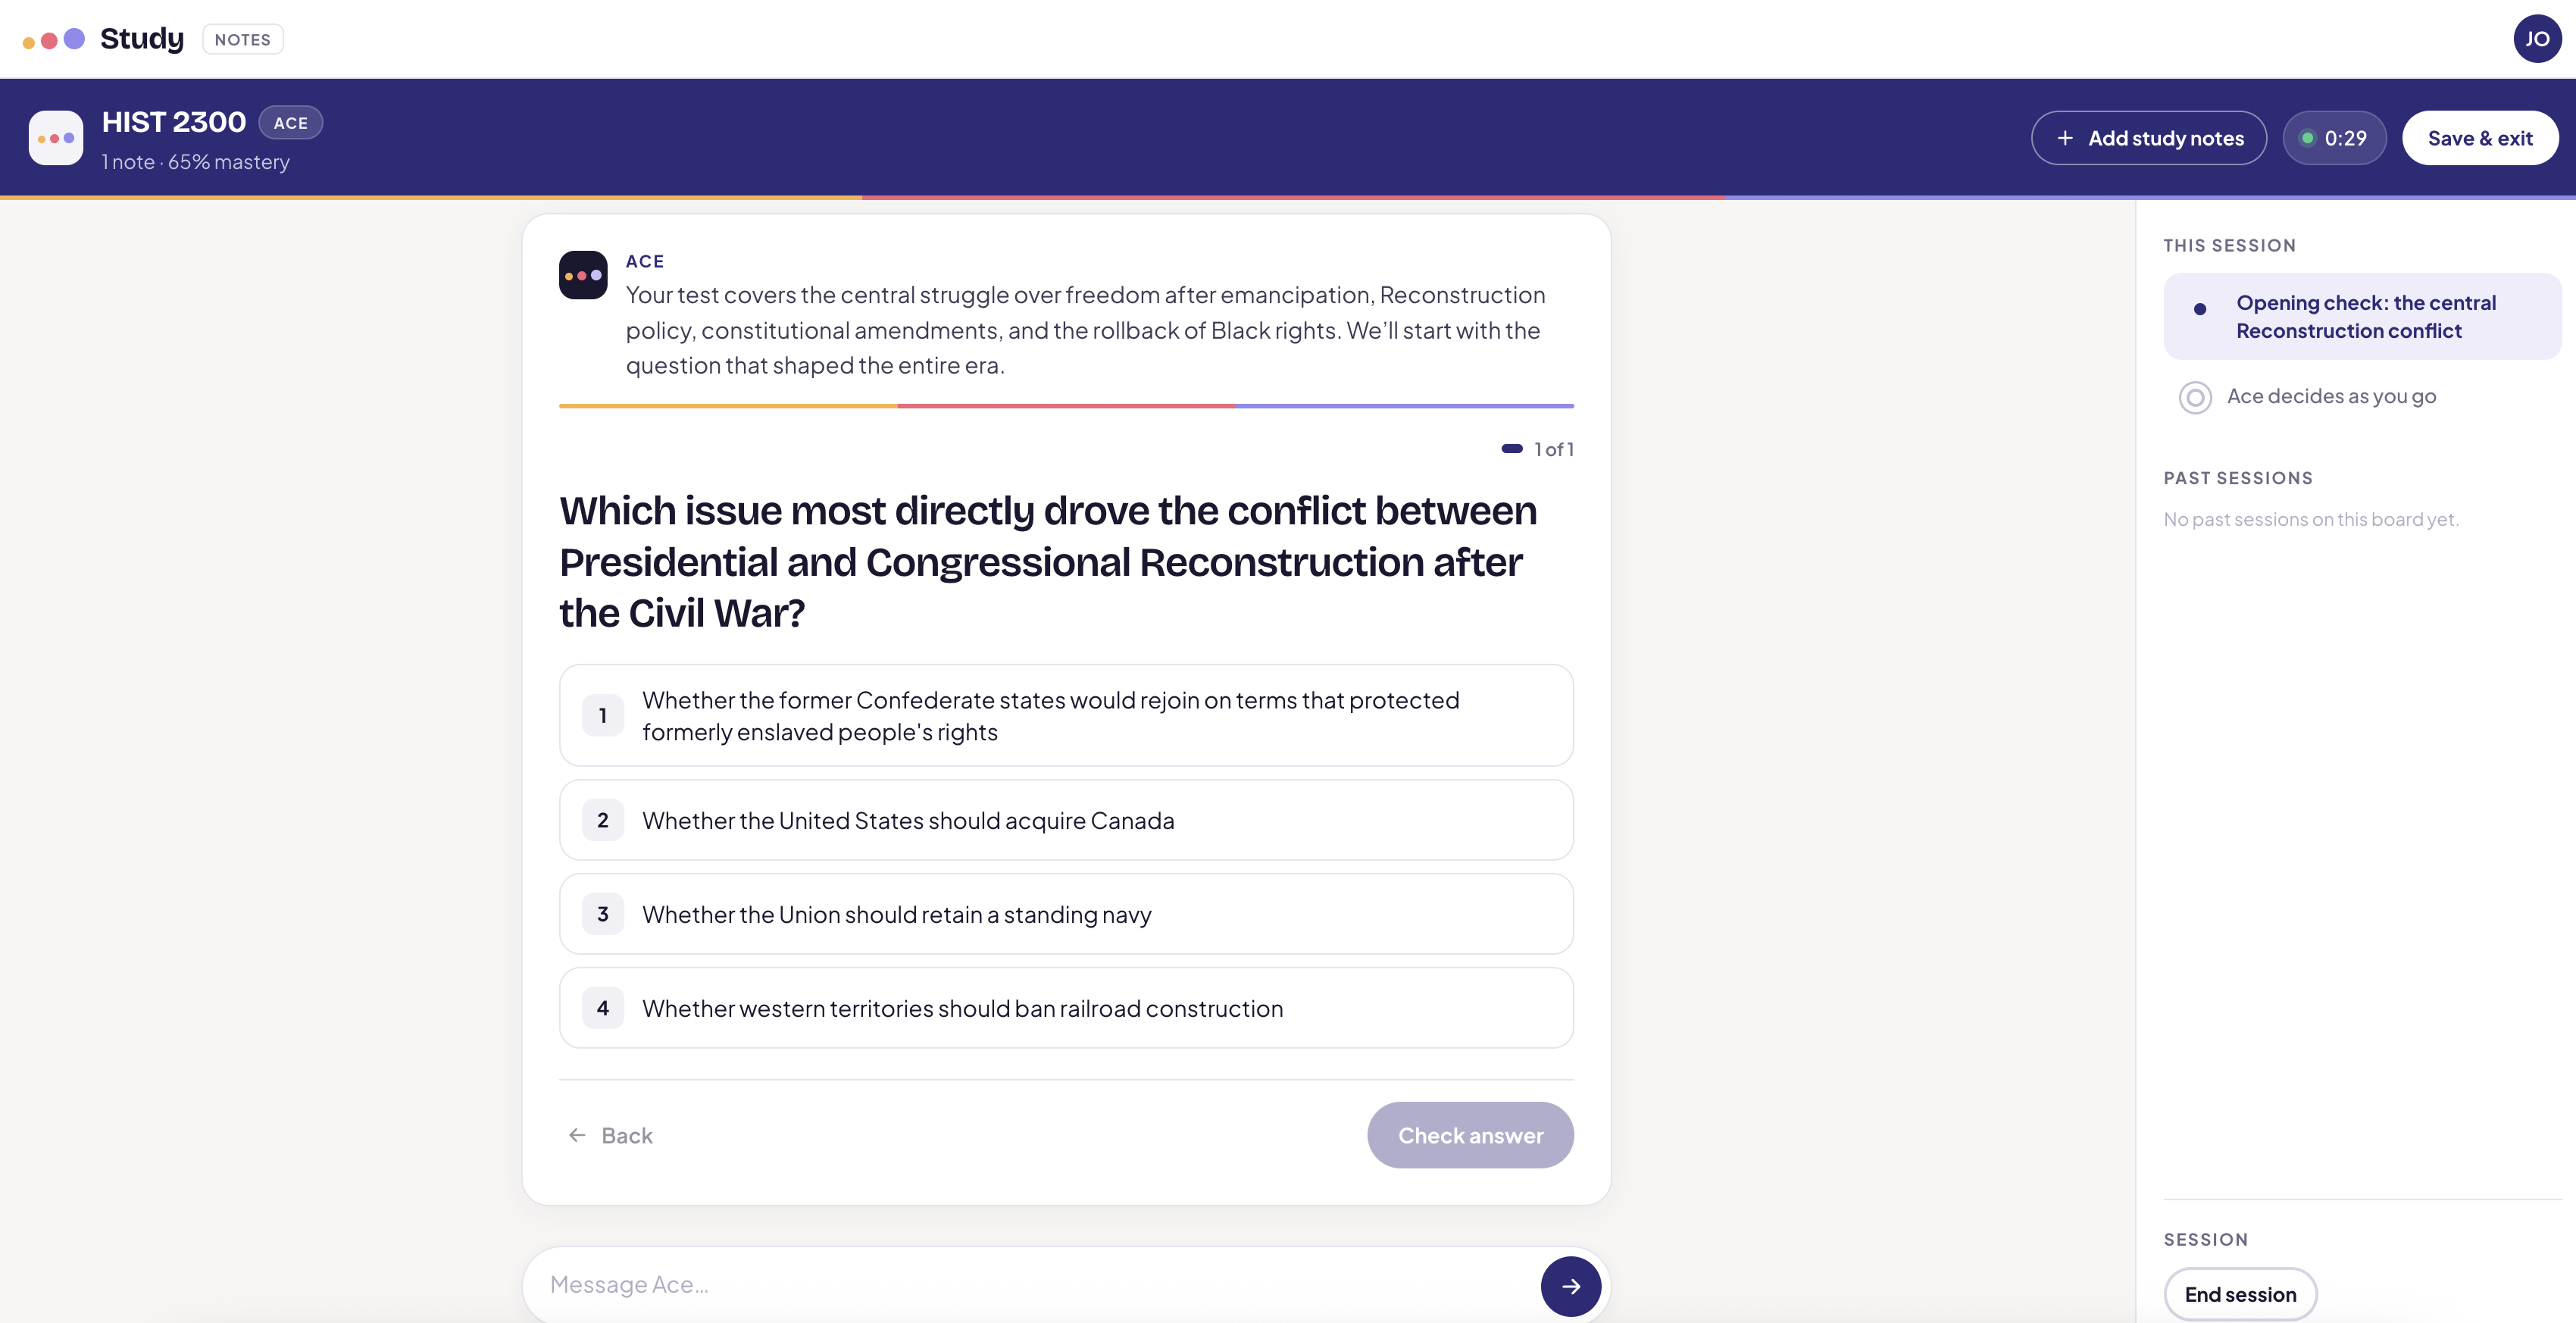 Study NOTES
JO
HIST 2300 ACE
1 note · 65% mastery
Add study notes
0:29
Save & exit
ACE
Your test covers the central struggle over freedom after emancipation, Reconstruction
policy, constitutional amendments, and the rollback of Black rights. We’ll start with the
question that shaped the entire era.
1 of 1
Which issue most directly drove the conflict between
Presidential and Congressional Reconstruction after
the Civil War?
1 Whether the former Confederate states would rejoin on terms that protected
formerly enslaved people's rights
2 Whether the United States should acquire Canada
3 Whether the Union should retain a standing navy
4 Whether western territories should ban railroad construction
Back
Check answer
Message Ace...
THIS SESSION
Opening check: the central
Reconstruction conflict
Ace decides as you go
PAST SESSIONS
No past sessions on this board yet.
SESSION
End session